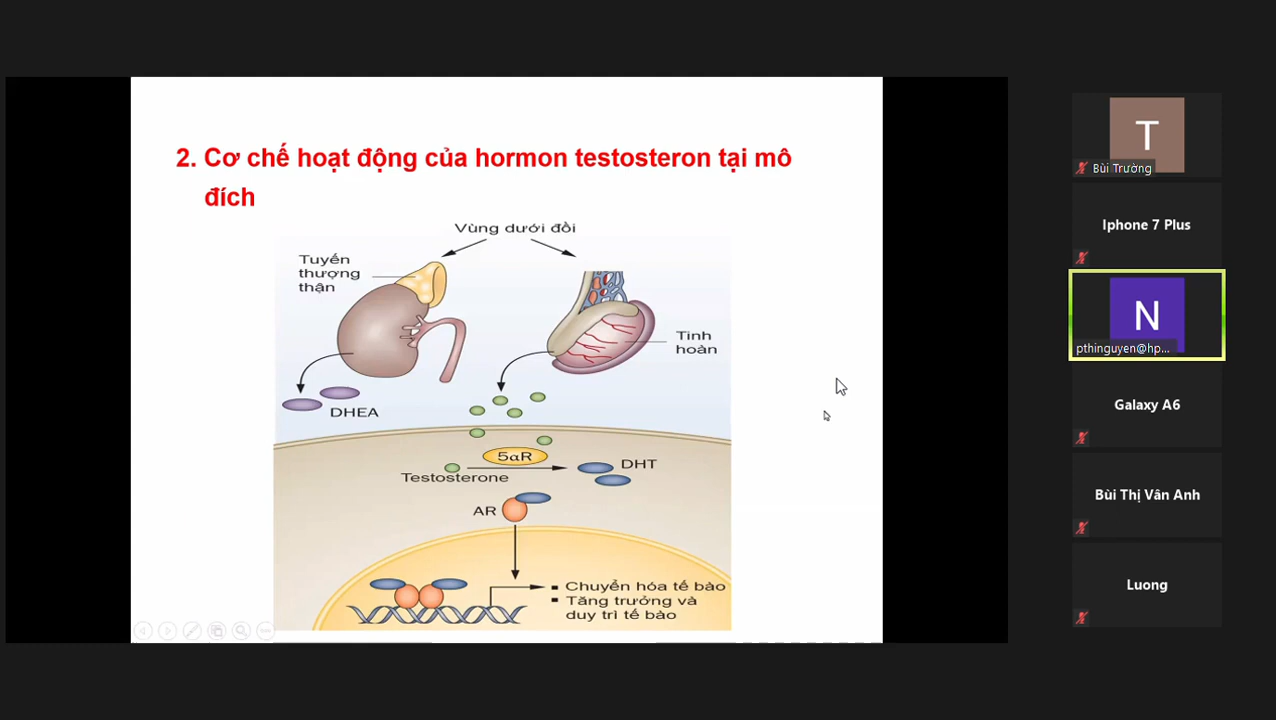 2. Cơ chế hoạt động của hormon testosteron tại mô
đích
Vùng dưới đồi
Tuyến
thượng
thận
Tinh
hoàn
DHEA
5αR
DHT
Testosterone
AR
▪ Chuyển hóa tế bào
▪ Tăng trưởng và
duy trì tế bào
T
Bùi Trường
Iphone 7 Plus
N
pthinguyen@hp...
Galaxy A6
Bùi Thị Vân Anh
Luong